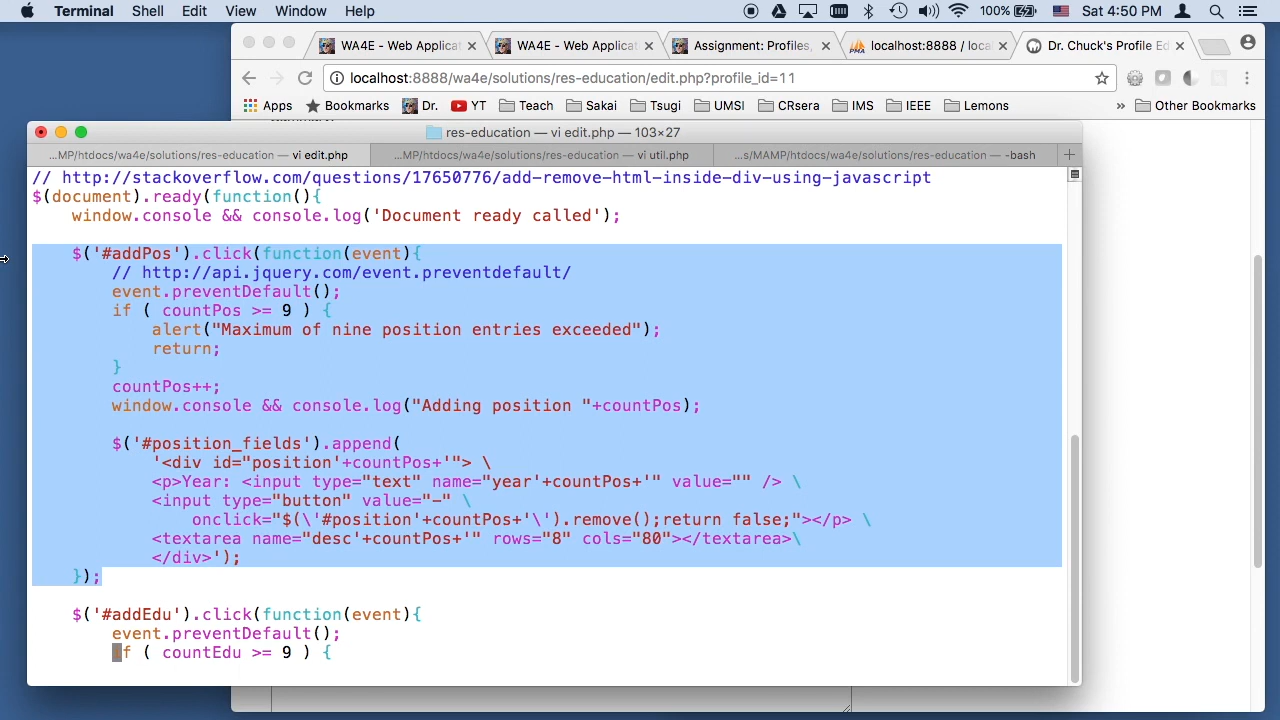 Terminal Shell Edit View Window Help 100% Sat 4:50 PM
WA4E - Web Applicat WA4E - Web Applicat Assignment: Profiles, localhost:8888 / loca Dr. Chuck's Profile Ed
localhost:8888/wa4e/solutions/res-education/edit.php?profile_id=11
Apps Bookmarks Dr. YT Teach Sakai Tsugi UMSI CRsera IMS IEEE Lemons » Other Bookmarks
res-education — vi edit.php — 103×27
...MP/htdocs/wa4e/solutions/res-education — vi edit.php ...MP/htdocs/wa4e/solutions/res-education — vi util.php ...s/MAMP/htdocs/wa4e/solutions/res-education — -bash +
// http://stackoverflow.com/questions/17650776/add-remove-html-inside-div-using-javascript
$(document).ready(function(){
    window.console && console.log('Document ready called');
    $('#addPos').click(function(event){
        // http://api.jquery.com/event.preventdefault/
        event.preventDefault();
        if ( countPos >= 9 ) {
            alert("Maximum of nine position entries exceeded");
            return;
        }
        countPos++;
        window.console && console.log("Adding position "+countPos);
        $('#position_fields').append(
            '<div id="position'+countPos+'"> \
            <p>Year: <input type="text" name="year'+countPos+'" value="" /> \
            <input type="button" value="-" \
                onclick="$(\'#position'+countPos+'\').remove();return false;"></p> \
            <textarea name="desc'+countPos+'" rows="8" cols="80"></textarea>\
            </div>');
    });
    $('#addEdu').click(function(event){
        event.preventDefault();
        if ( countEdu >= 9 ) {